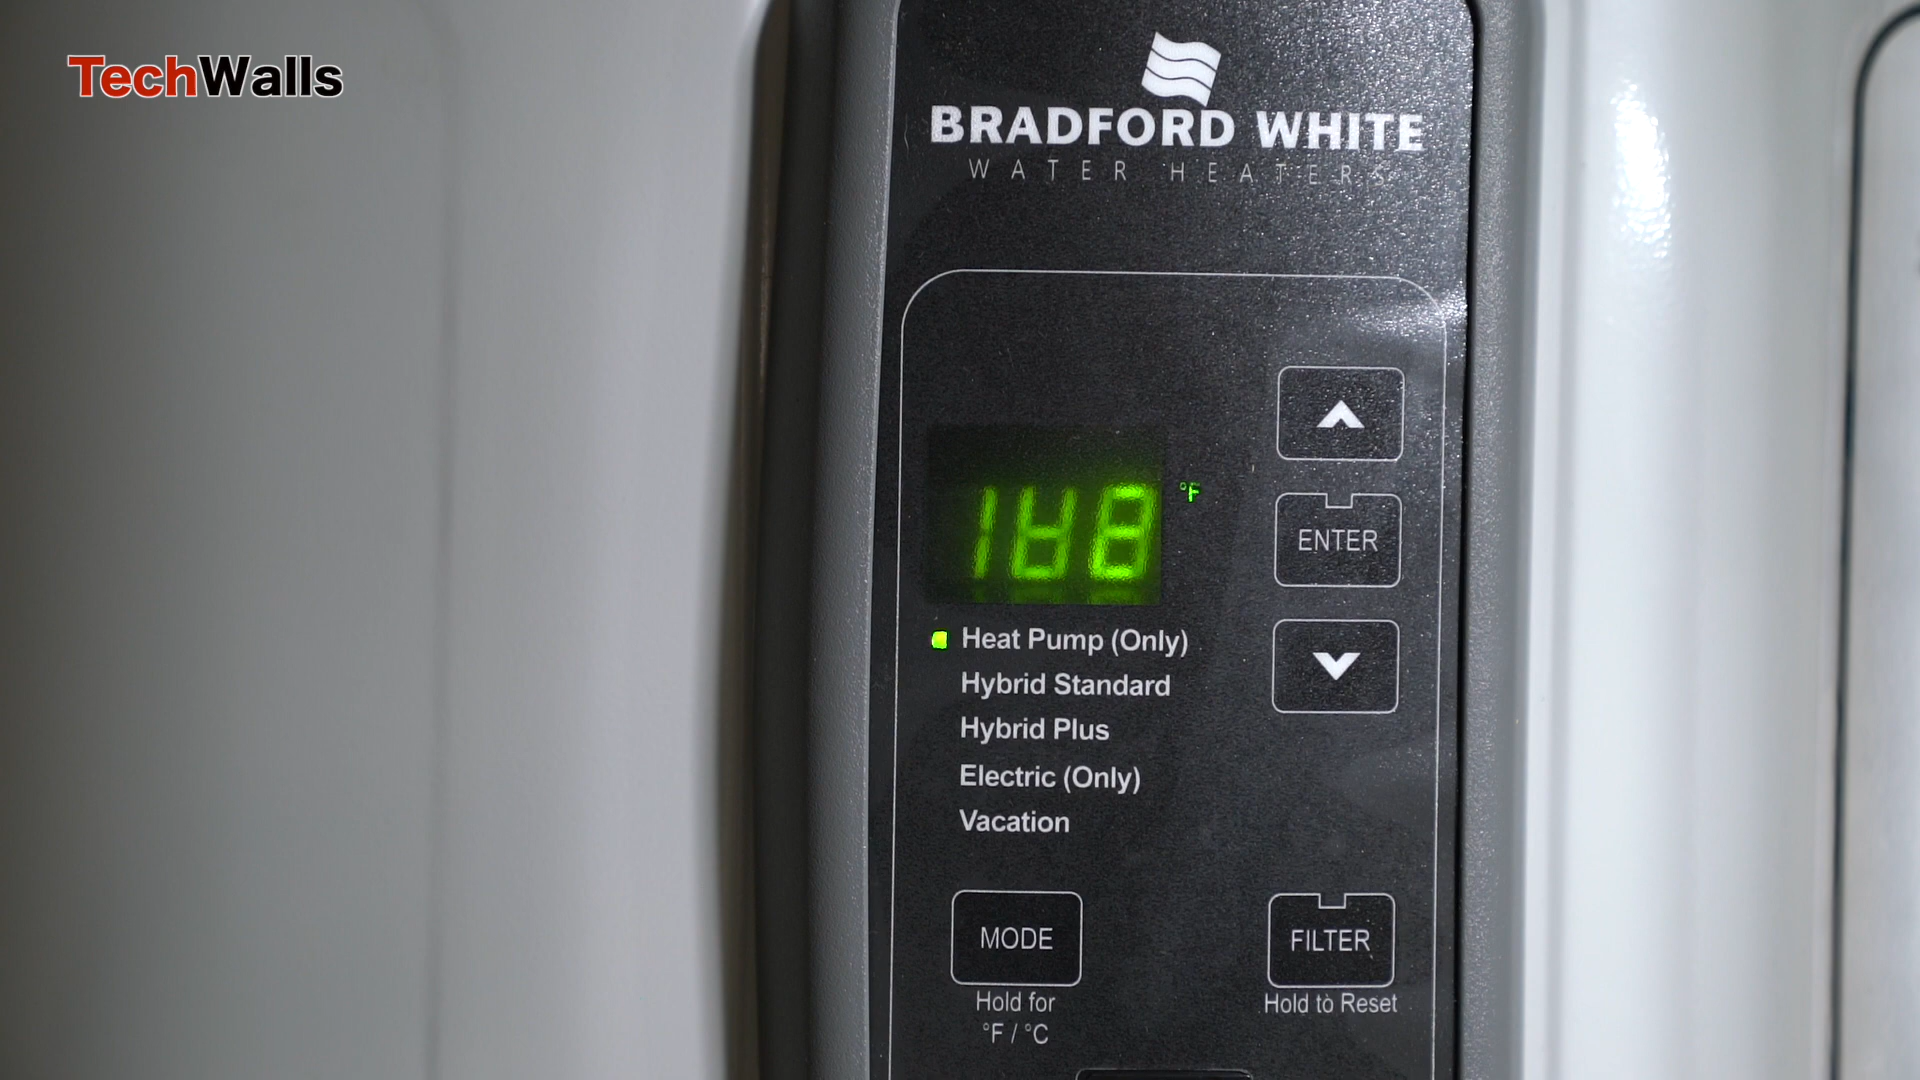 TechWalls
BRADFORD WHITE
WATER HEATERS
°F
ENTER
Heat Pump (Only)
Hybrid Standard
Hybrid Plus
Electric (Only)
Vacation
MODE
FILTER
Hold for
°F / °C
Hold to Reset